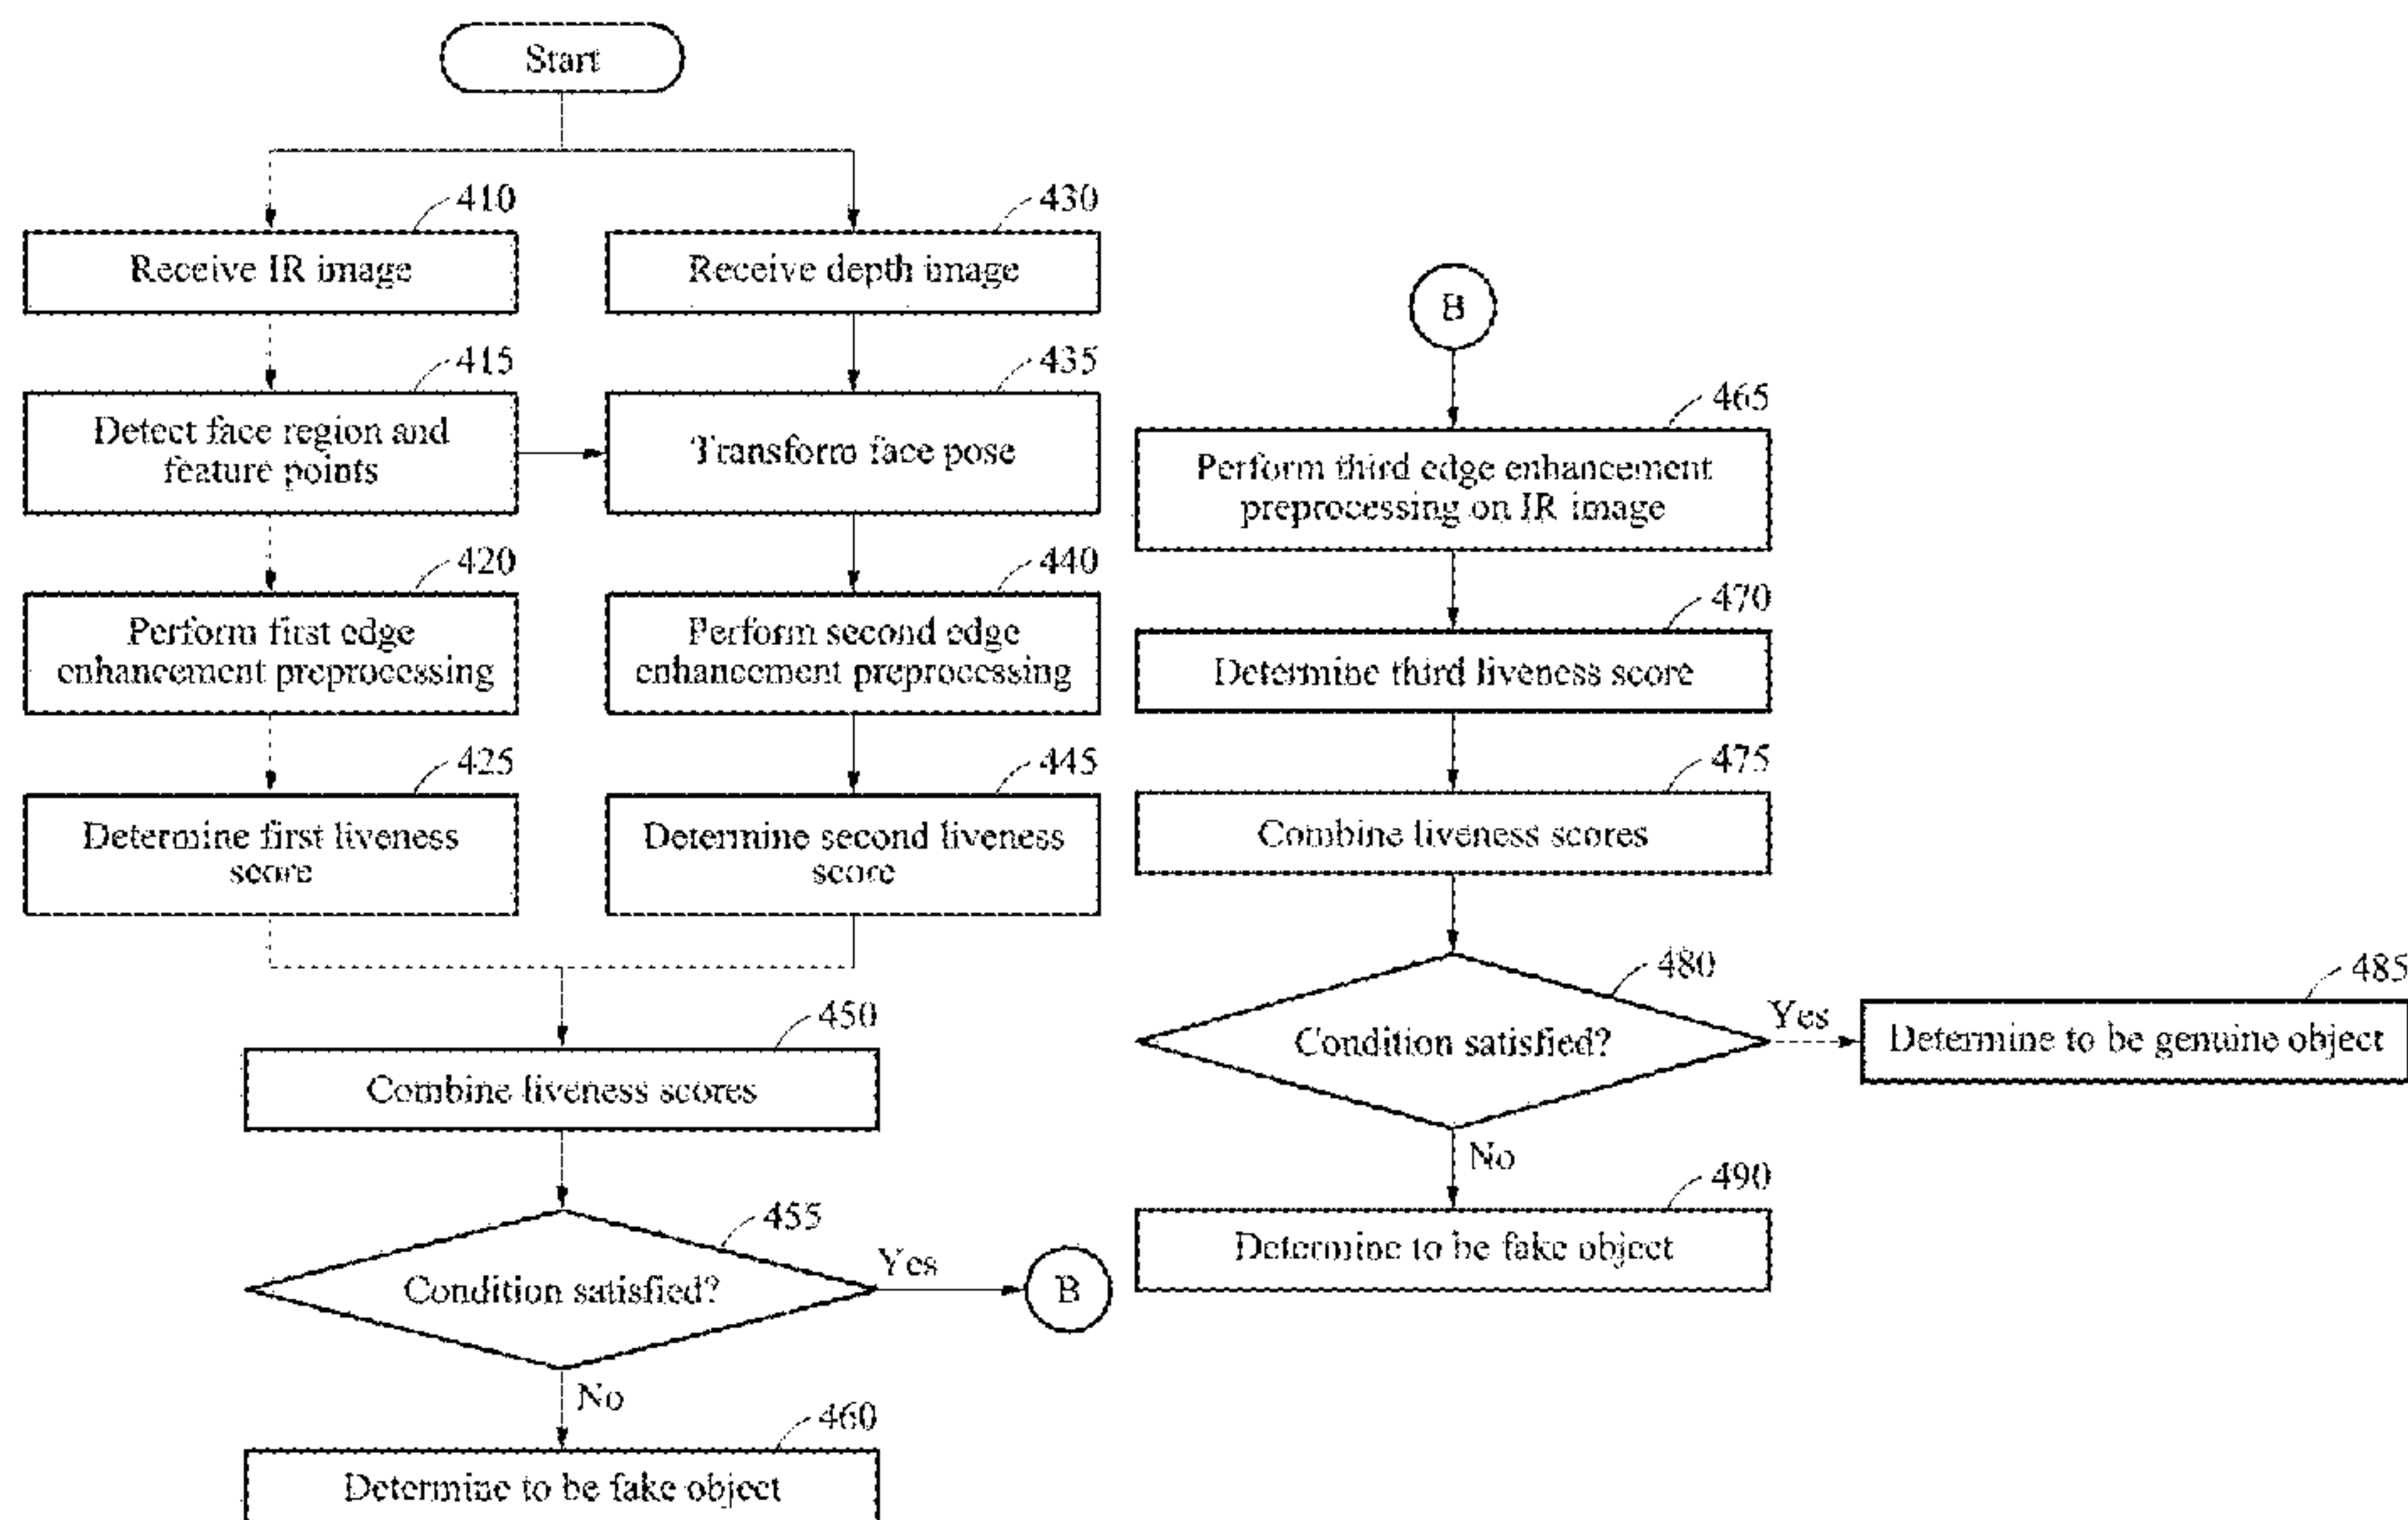 Start
410
Receive IR image
415
Detect face region and
feature points
420
Perform first edge
enhancement preprocessing
425
Determine first liveness
score
430
Receive depth image
435
Transform face pose
440
Perform second edge
enhancement preprocessing
445
Determine second liveness
score
450
Combine liveness scores
455
Condition satisfied?
Yes
B
No
460
Determine to be fake object
B
465
Perform third edge enhancement
preprocessing on IR image
470
Determine third liveness score
475
Combine liveness scores
480
Condition satisfied?
Yes
485
Determine to be genuine object
No
490
Determine to be fake object